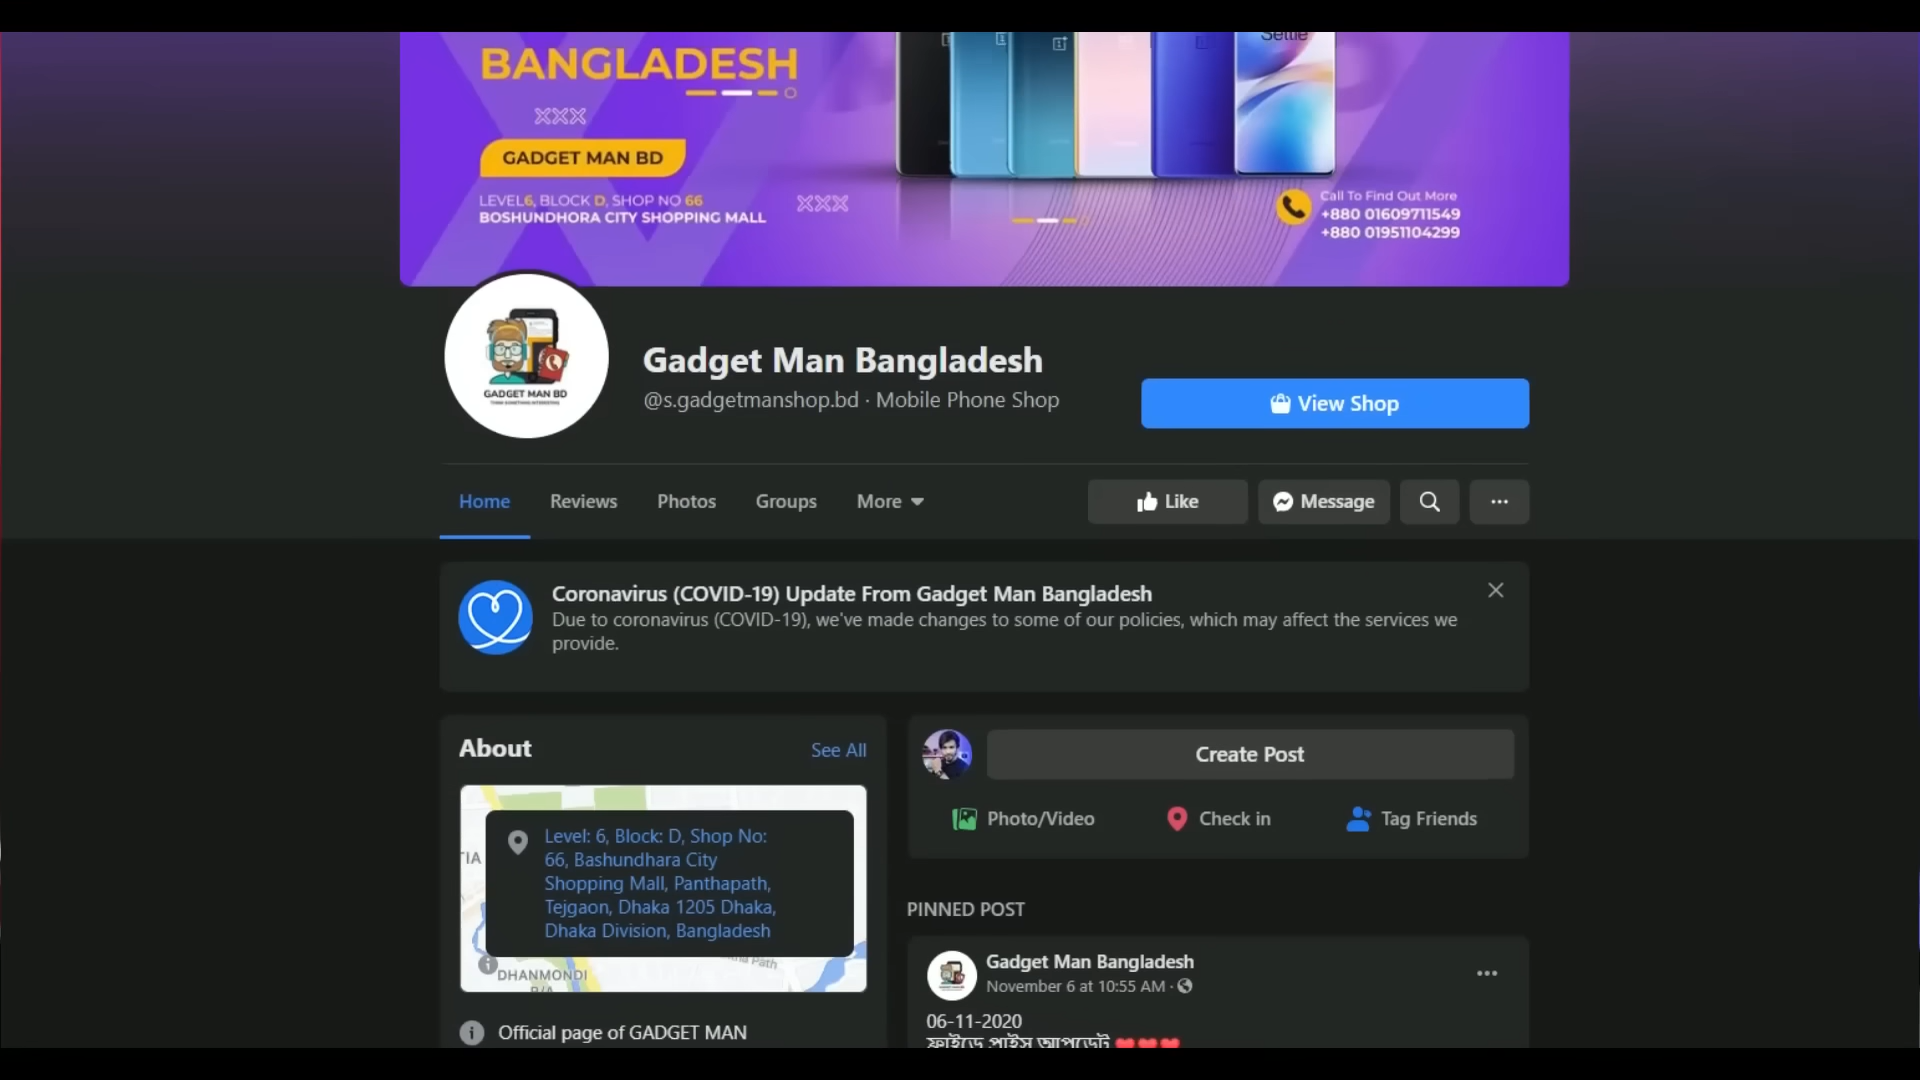 Settle
BANGLADESH
GADGET MAN BD
LEVEL6, BLOCK D, SHOP NO 66
BOSHUNDHORA CITY SHOPPING MALL
Call To Find Out More
+880 01609711549
+880 01951104299
GADGET MAN BD
Gadget Man Bangladesh
@s.gadgetmanshop.bd · Mobile Phone Shop
View Shop
Home
Reviews
Photos
Groups
More
Like
Message
Coronavirus (COVID-19) Update From Gadget Man Bangladesh
Due to coronavirus (COVID-19), we've made changes to some of our policies, which may affect the services we
provide.
About
See All
Level: 6, Block: D, Shop No:
66, Bashundhara City
Shopping Mall, Panthapath,
Tejgaon, Dhaka 1205 Dhaka,
Dhaka Division, Bangladesh
DHANMONDI
R/A
Path
Official page of GADGET MAN
Create Post
Photo/Video
Check in
Tag Friends
PINNED POST
Gadget Man Bangladesh
November 6 at 10:55 AM ·
06-11-2020
ফ্রাইডে প্রাইস আপডেট ❤❤❤